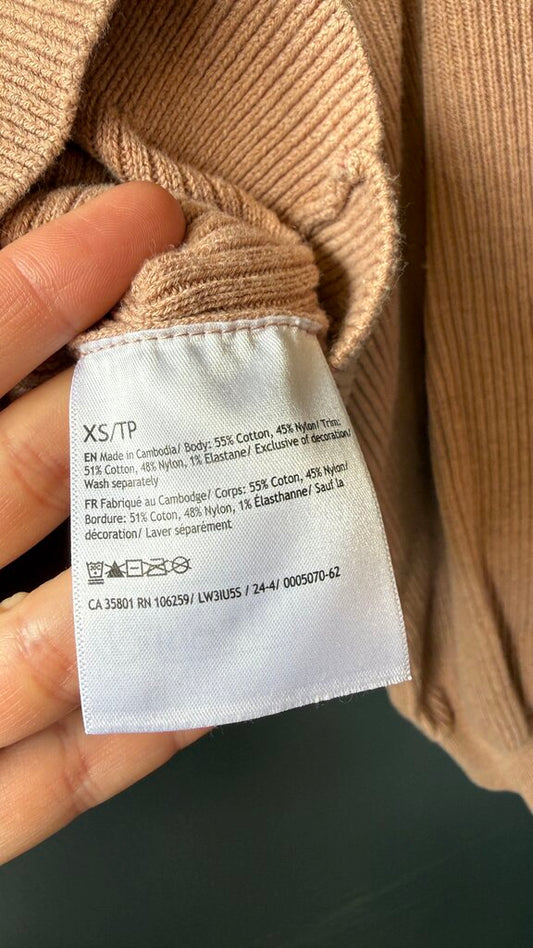 XS/TP
EN Made in Cambodia/ Body: 55% Cotton, 45% Nylon/ Trim:
51% Cotton, 48% Nylon, 1% Elastane/ Exclusive of decoration/
Wash separately
FR Fabriqué au Cambodge/ Corps: 55% Coton, 45% Nylon/
Bordure: 51% Coton, 48% Nylon, 1% Élasthanne/ Sauf la
décoration/ Laver séparément
CA 35801 RN 106259/ LW3IU5S / 24-4/ 0005070-62